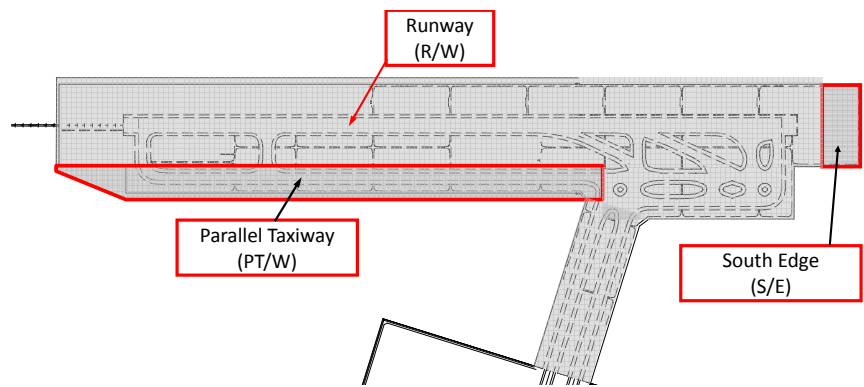 Runway
(R/W)
Parallel Taxiway
(PT/W)
South Edge
(S/E)